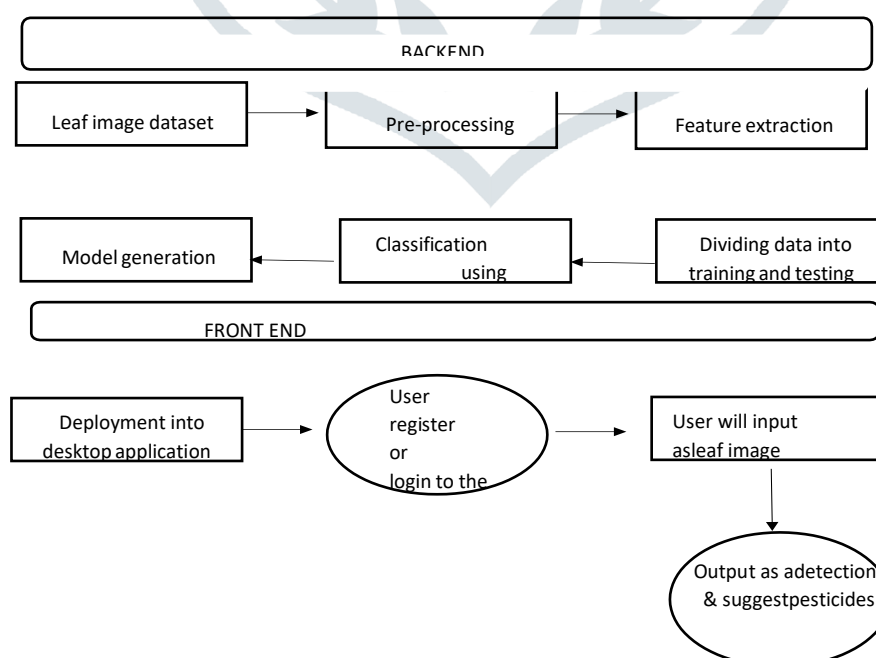 BACKEND
Leaf image dataset
Pre-processing
Feature extraction
Model generation
Classification
using
Dividing data into
training and testing
FRONT END
Deployment into
desktop application
User
register
or
login to the
User will input
asleaf image
Output as adetection
& suggestpesticides